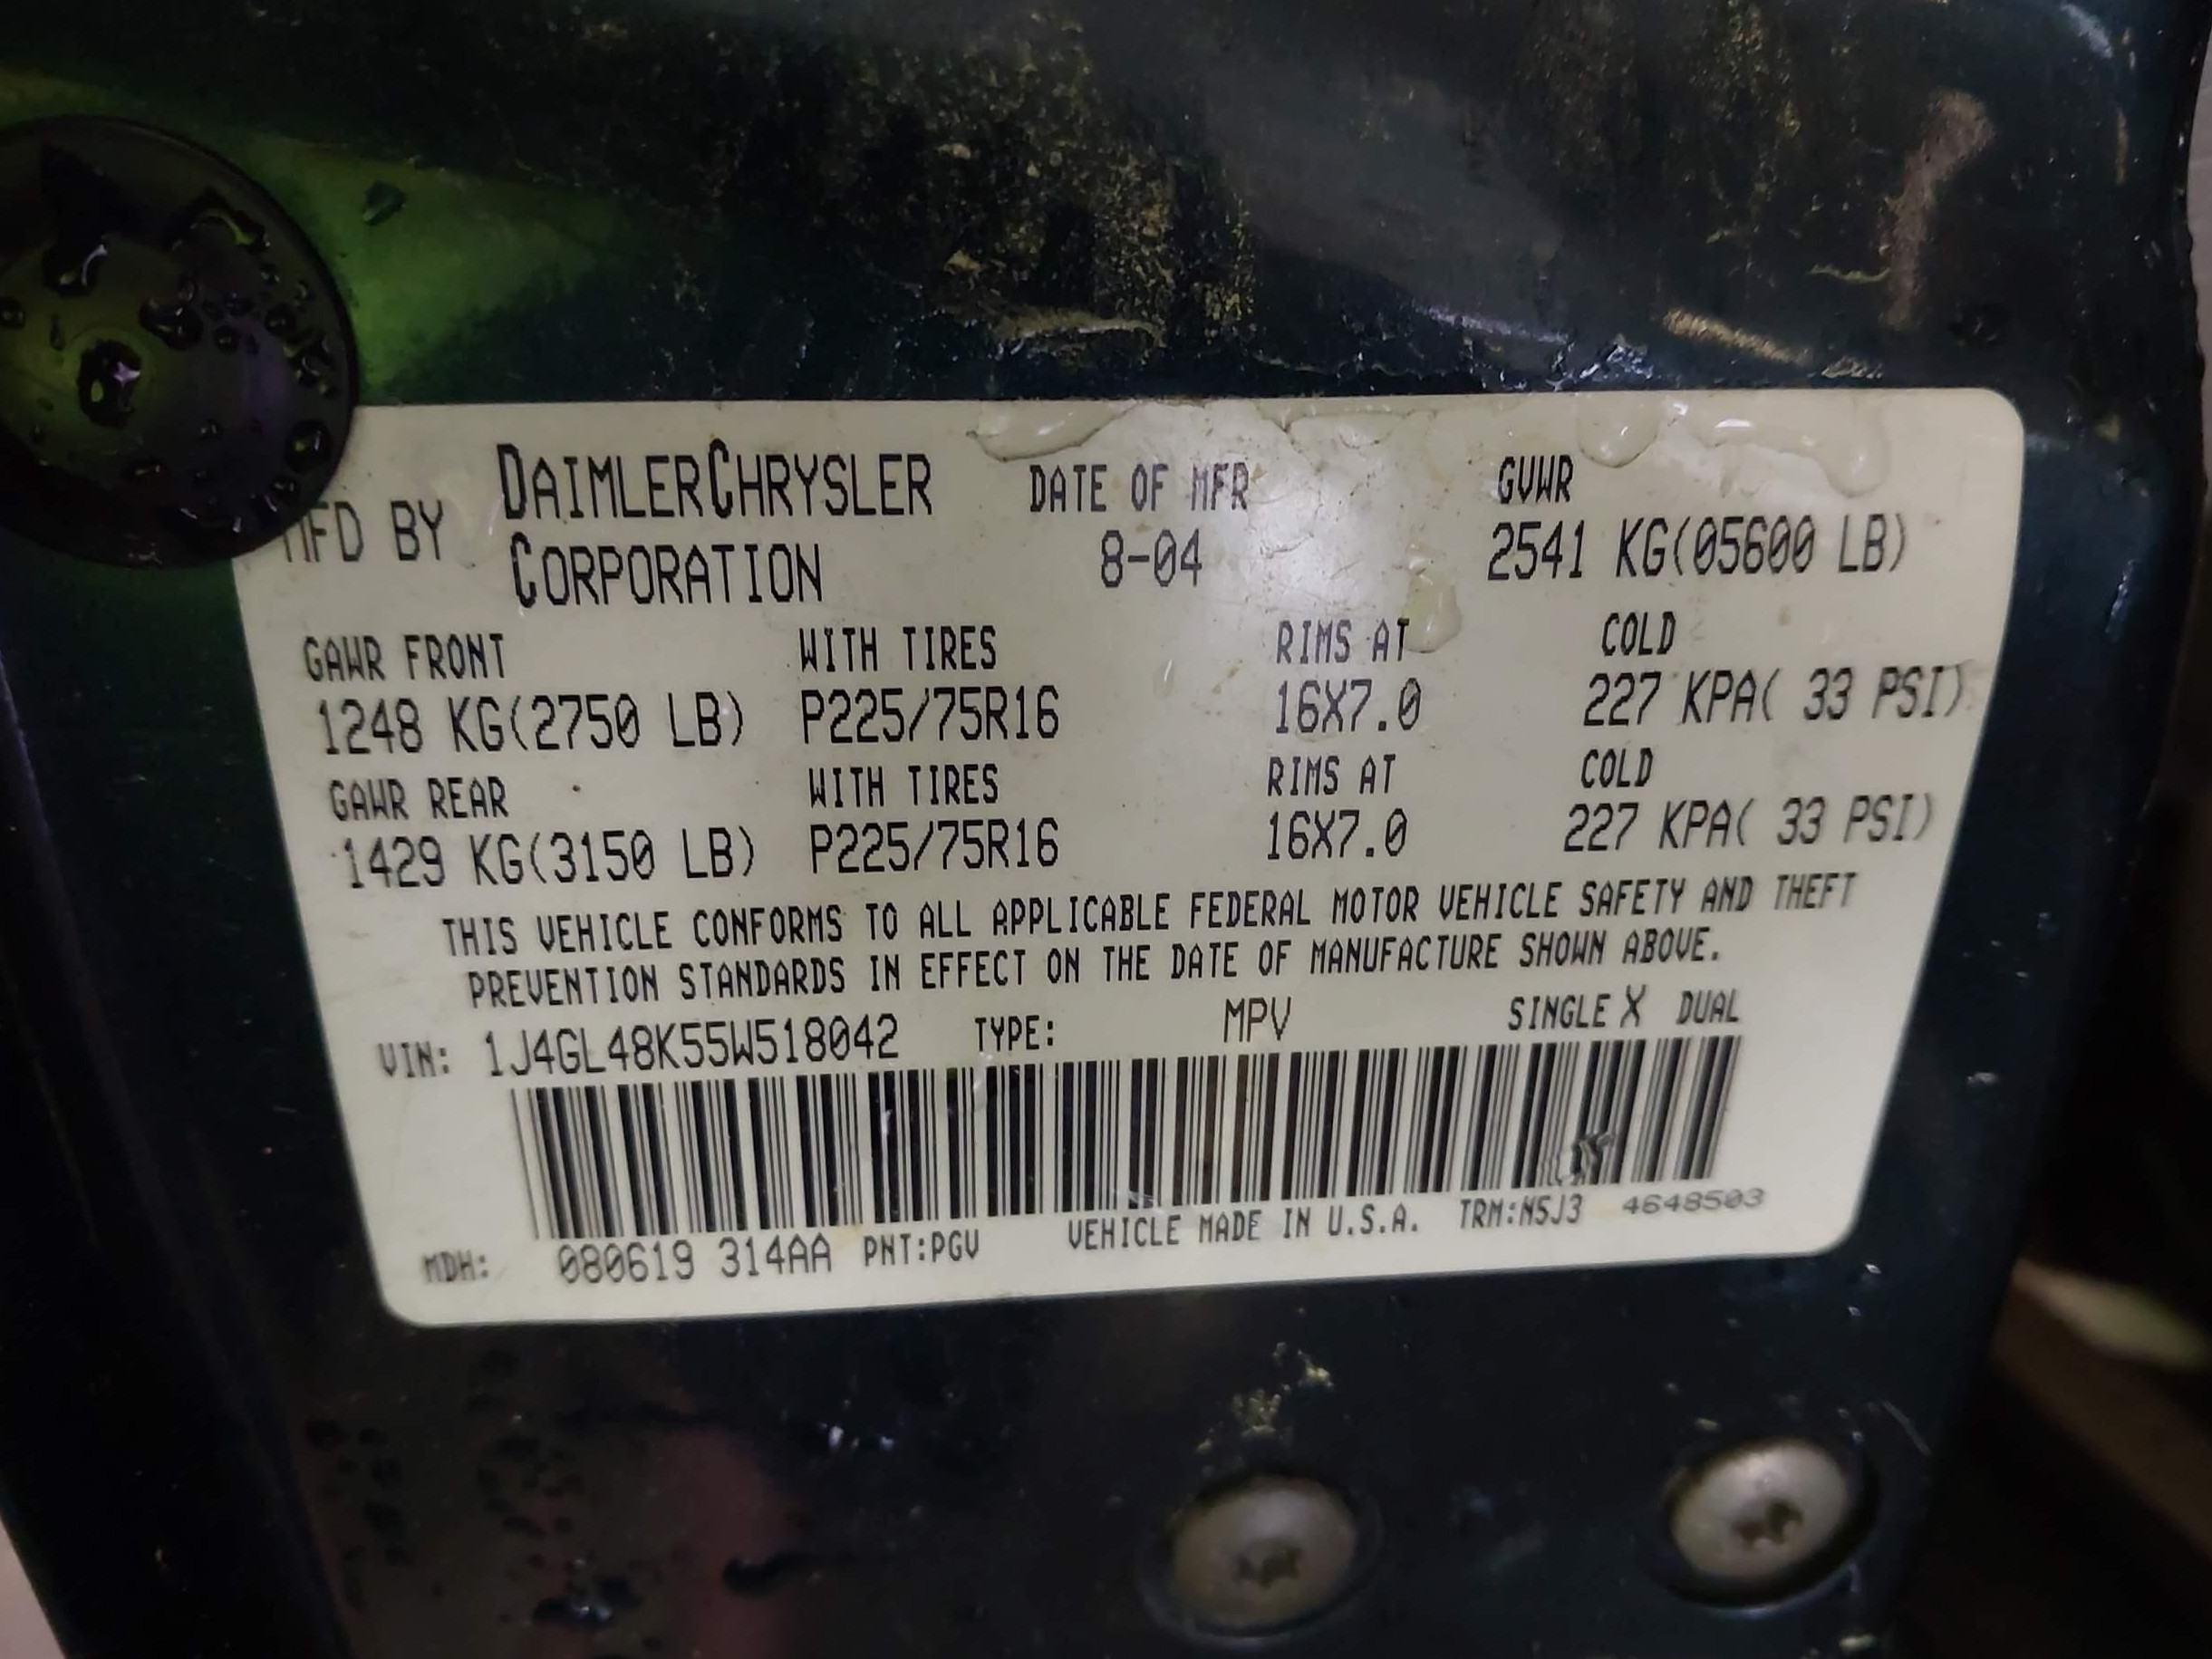 MFD BY DAIMLERCHRYSLER CORPORATION DATE OF MFR 8-04 GVWR 2541 KG(05600 LB)
GAWR FRONT WITH TIRES RIMS AT COLD
1248 KG(2750 LB) P225/75R16 16X7.0 227 KPA( 33 PSI)
GAWR REAR WITH TIRES RIMS AT COLD
1429 KG(3150 LB) P225/75R16 16X7.0 227 KPA( 33 PSI)
THIS VEHICLE CONFORMS TO ALL APPLICABLE FEDERAL MOTOR VEHICLE SAFETY AND THEFT
PREVENTION STANDARDS IN EFFECT ON THE DATE OF MANUFACTURE SHOWN ABOVE.
VIN: 1J4GL48K55W518042 TYPE: MPV SINGLE X DUAL
MDH: 080619 314AA PNT:PGV VEHICLE MADE IN U.S.A. TRM:N5J3 4648503